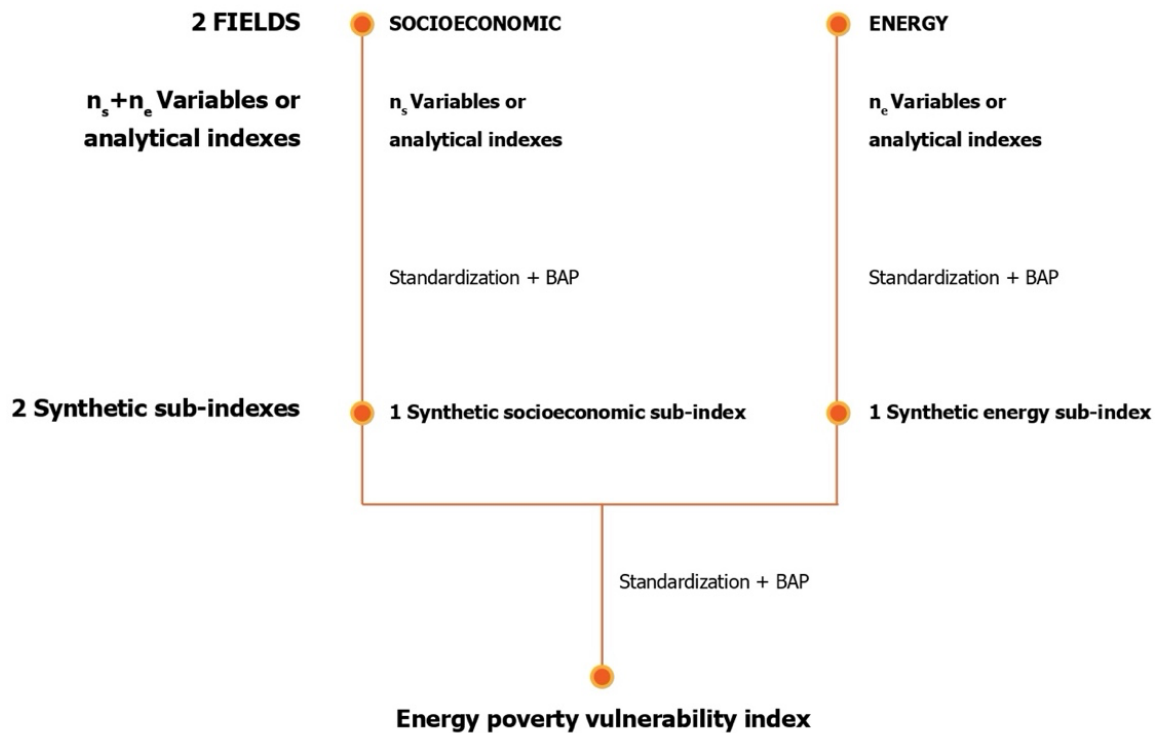 2 FIELDS
SOCIOECONOMIC
ENERGY
nₛ+nₑ Variables or
analytical indexes
nₛ Variables or
analytical indexes
nₑ Variables or
analytical indexes
Standardization + BAP
Standardization + BAP
2 Synthetic sub-indexes
1 Synthetic socioeconomic sub-index
1 Synthetic energy sub-index
Standardization + BAP
Energy poverty vulnerability index